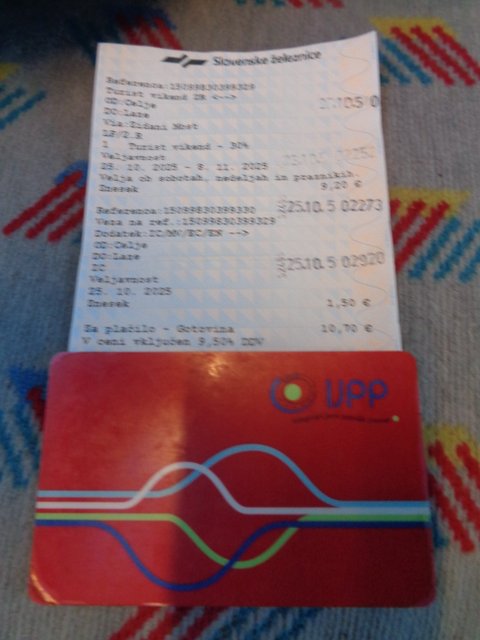 Slovenske železnice
Referenca:15099830399329
Turist vikend ZR <-->
OD:Celje
DO:Laze
Via:Zidani Most
LP/2.R
1 Turist vikend - 30%
Veljavnost
25. 10. 2025 - 8. 11. 2025
Velja ob sobotah, nedeljah in praznikih.
Znesek 9,20 €
Referenca:15099830399330
Veza na ref.:15099830399329
25.10.5 02273
Dodatek:IC/MV/EC/EN -->
OD:Celje
DO:Laze
25.10.5 02920
IC
Veljavnost
25. 10. 2025
Znesek 1,50 €
Za plačilo - Gotovina 10,70 €
V ceni vključen 9,50% DDV
IJPP